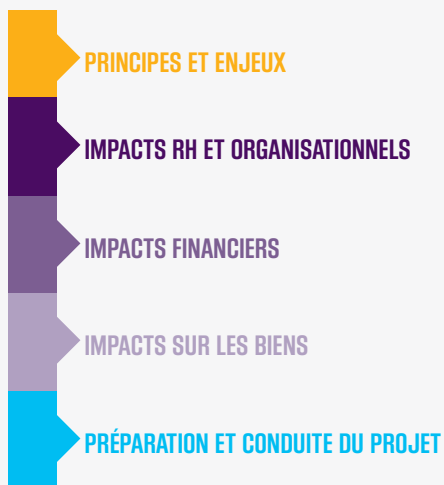 PRINCIPES ET ENJEUX
IMPACTS RH ET ORGANISATIONNELS
IMPACTS FINANCIERS
IMPACTS SUR LES BIENS
PRÉPARATION ET CONDUITE DU PROJET